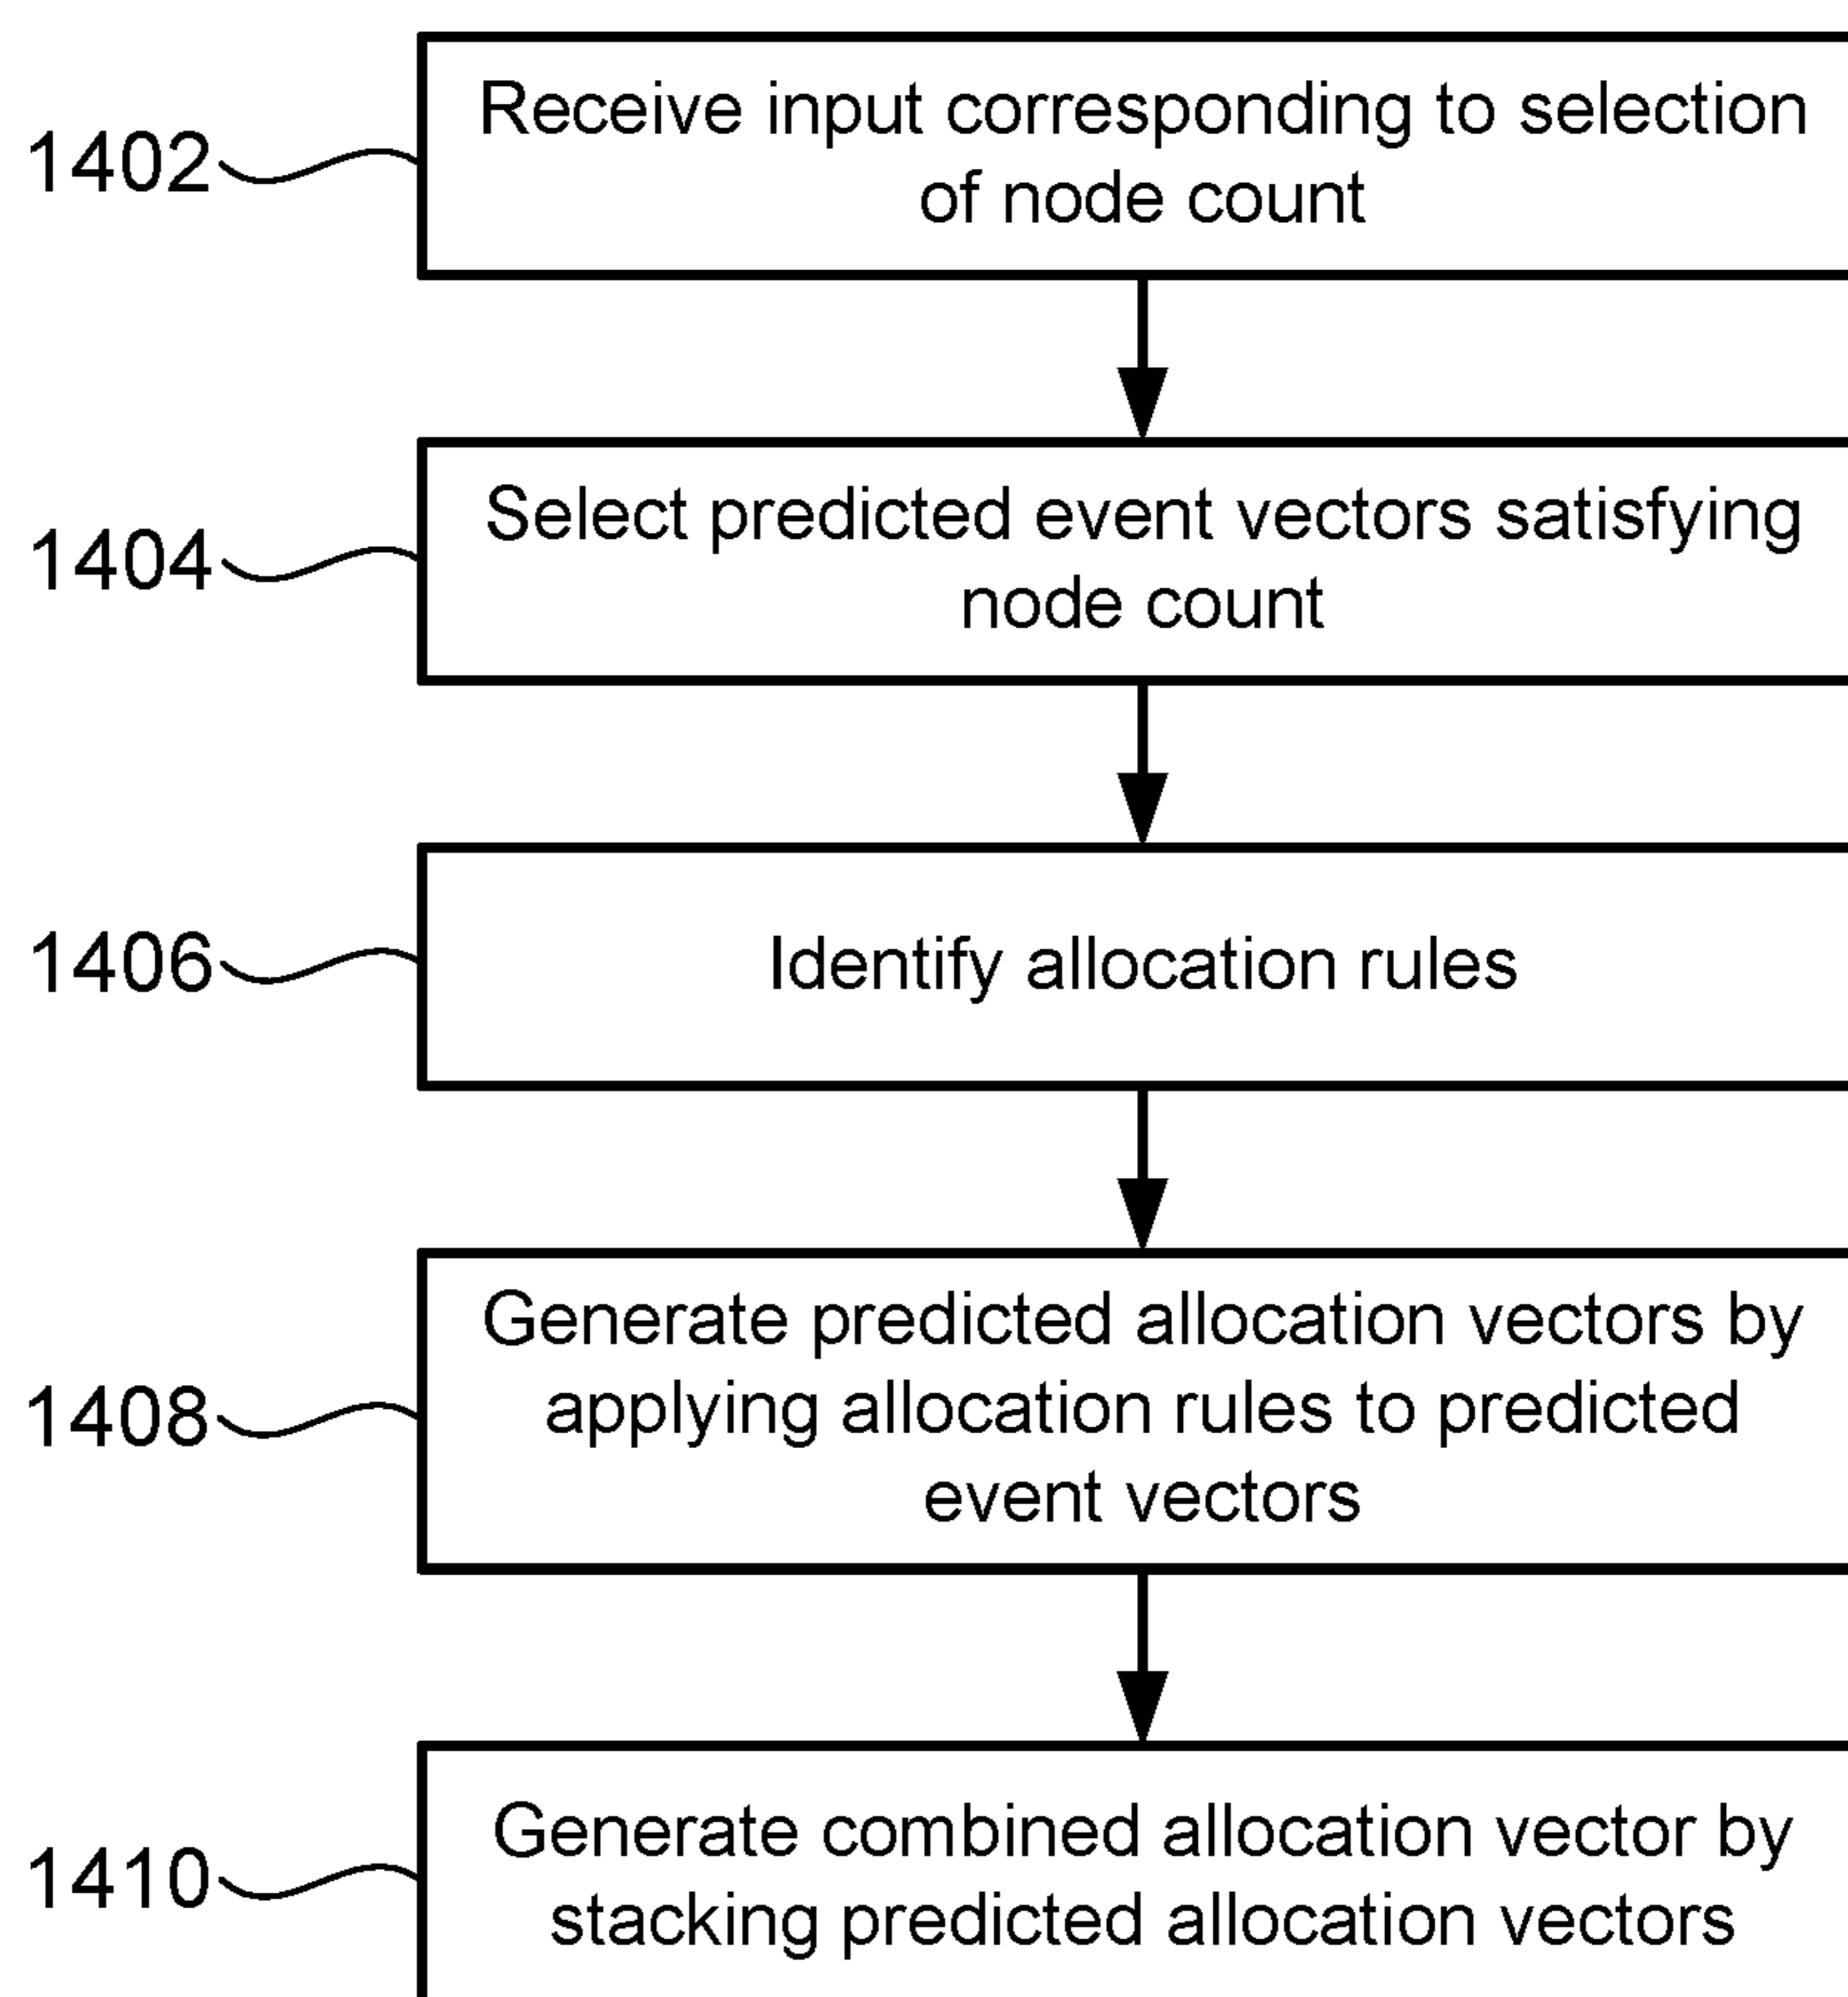 1402
Receive input corresponding to selection
of node count
1404
Select predicted event vectors satisfying
node count
1406
Identify allocation rules
1408
Generate predicted allocation vectors by
applying allocation rules to predicted
event vectors
1410
Generate combined allocation vector by
stacking predicted allocation vectors